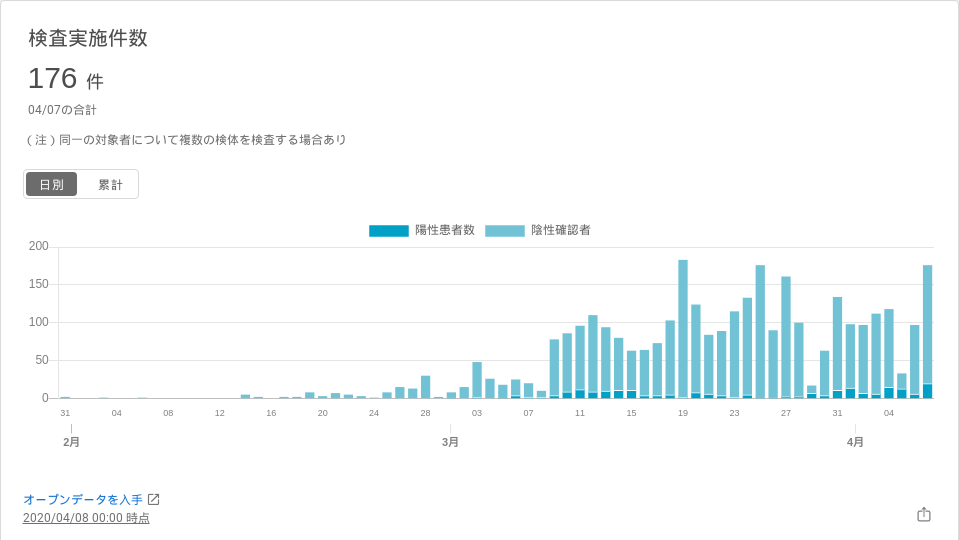 検査実施件数
176 件
04/07の合計
（注）同一の対象者について複数の検体を検査する場合あり
日別 累計
陽性患者数 陰性確認者
200
150
100
50
0
31 04 08 12 16 20 24 28 03 07 11 15 19 23 27 31 04
2月 3月 4月
オープンデータを入手
2020/04/08 00:00 時点